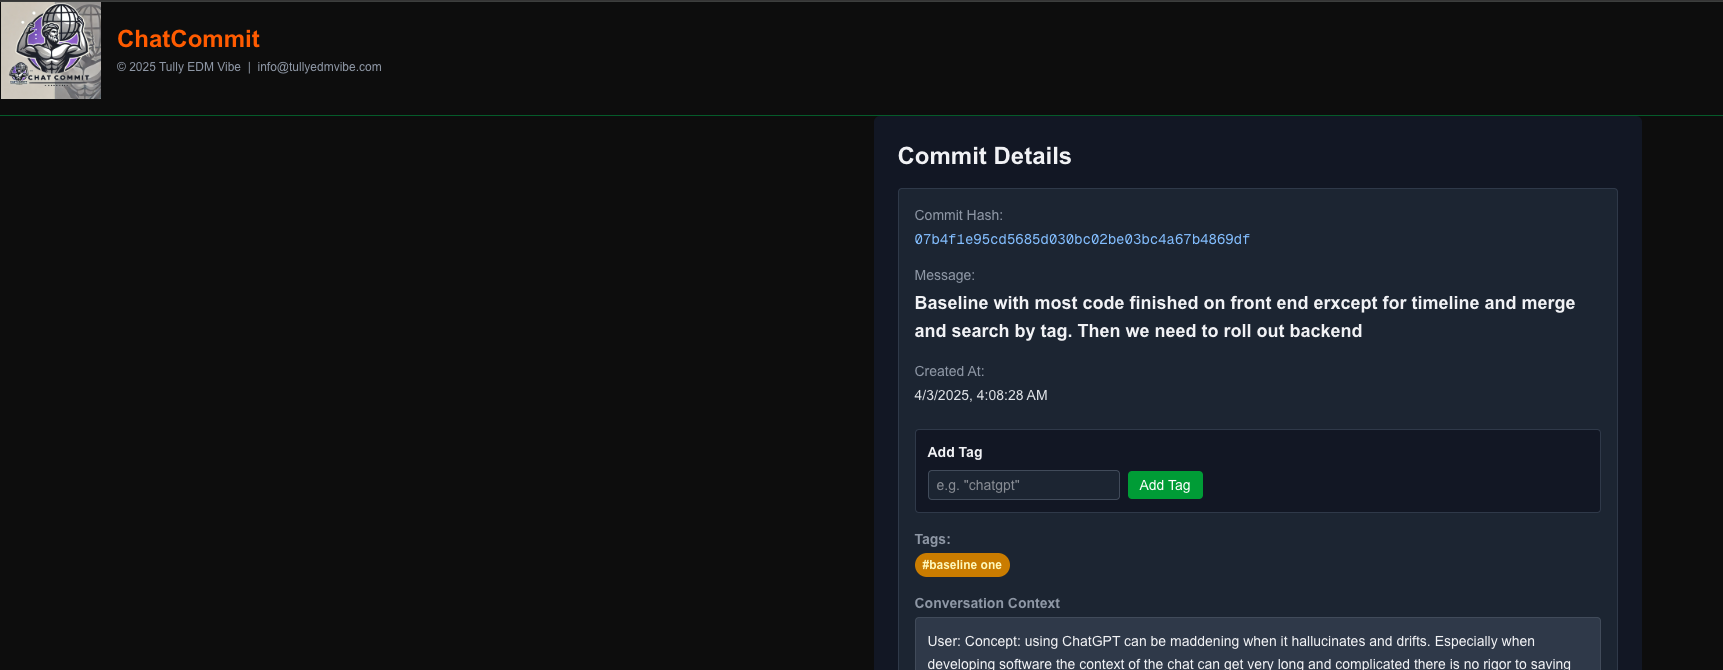 CHAT COMMIT
ChatCommit
© 2025 Tully EDM Vibe | info@tullyedmvibe.com
Commit Details
Commit Hash:
07b4f1e95cd5685d030bc02be03bc4a67b4869df
Message:
Baseline with most code finished on front end erxcept for timeline and merge
and search by tag. Then we need to roll out backend
Created At:
4/3/2025, 4:08:28 AM
Add Tag
e.g. "chatgpt"
Add Tag
Tags:
#baseline one
Conversation Context
User: Concept: using ChatGPT can be maddening when it hallucinates and drifts. Especially when
developing software the context of the chat can get very long and complicated there is no rigor to saving